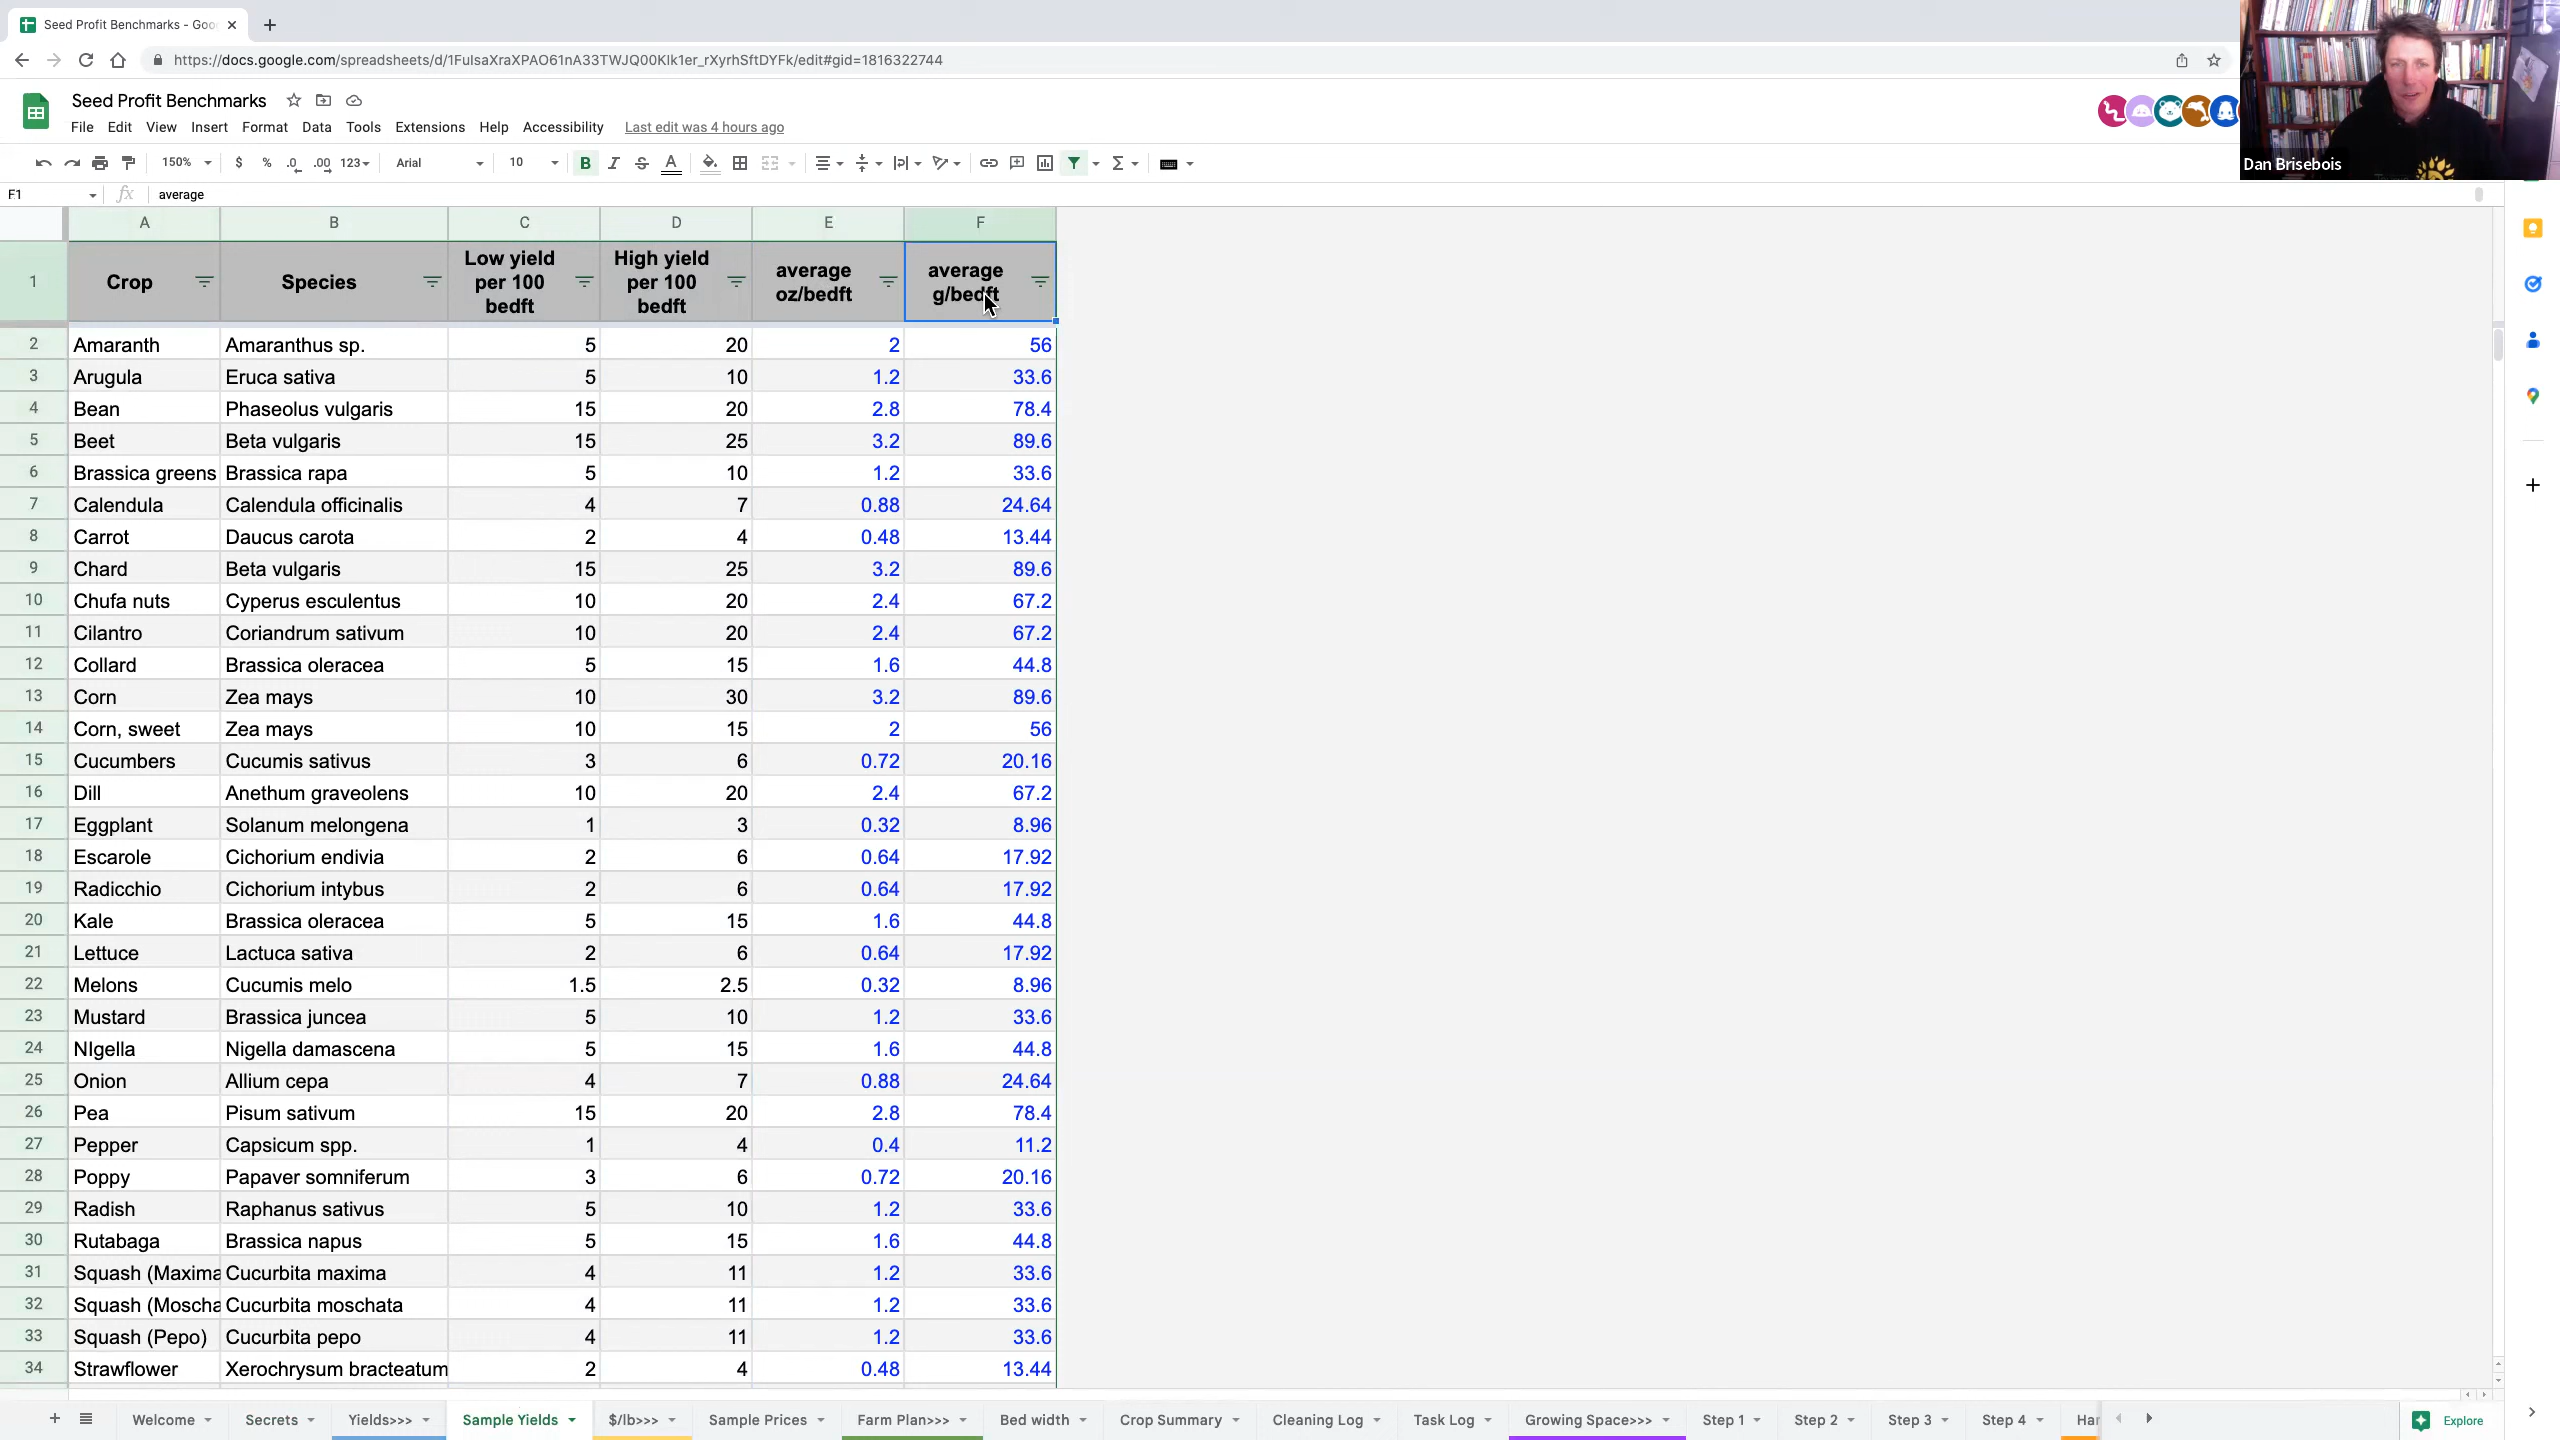 Seed Profit Benchmarks - Goo
https://docs.google.com/spreadsheets/d/1FulsaXraXPAO61nA33TWJQ00Klk1er_rXyrhSftDYFk/edit#gid=1816322744
Seed Profit Benchmarks
File Edit View Insert Format Data Tools Extensions Help Accessibility Last edit was 4 hours ago
150% $ % .0 .00 123 Arial 10 B I S A
Dan Brisebois
F1 fx average
A B C D E F
1 Crop Species Low yield per 100 bedft High yield per 100 bedft average oz/bedft average g/bedft
2 Amaranth Amaranthus sp. 5 20 2 56
3 Arugula Eruca sativa 5 10 1.2 33.6
4 Bean Phaseolus vulgaris 15 20 2.8 78.4
5 Beet Beta vulgaris 15 25 3.2 89.6
6 Brassica greens Brassica rapa 5 10 1.2 33.6
7 Calendula Calendula officinalis 4 7 0.88 24.64
8 Carrot Daucus carota 2 4 0.48 13.44
9 Chard Beta vulgaris 15 25 3.2 89.6
10 Chufa nuts Cyperus esculentus 10 20 2.4 67.2
11 Cilantro Coriandrum sativum 10 20 2.4 67.2
12 Collard Brassica oleracea 5 15 1.6 44.8
13 Corn Zea mays 10 30 3.2 89.6
14 Corn, sweet Zea mays 10 15 2 56
15 Cucumbers Cucumis sativus 3 6 0.72 20.16
16 Dill Anethum graveolens 10 20 2.4 67.2
17 Eggplant Solanum melongena 1 3 0.32 8.96
18 Escarole Cichorium endivia 2 6 0.64 17.92
19 Radicchio Cichorium intybus 2 6 0.64 17.92
20 Kale Brassica oleracea 5 15 1.6 44.8
21 Lettuce Lactuca sativa 2 6 0.64 17.92
22 Melons Cucumis melo 1.5 2.5 0.32 8.96
23 Mustard Brassica juncea 5 10 1.2 33.6
24 NIgella Nigella damascena 5 15 1.6 44.8
25 Onion Allium cepa 4 7 0.88 24.64
26 Pea Pisum sativum 15 20 2.8 78.4
27 Pepper Capsicum spp. 1 4 0.4 11.2
28 Poppy Papaver somniferum 3 6 0.72 20.16
29 Radish Raphanus sativus 5 10 1.2 33.6
30 Rutabaga Brassica napus 5 15 1.6 44.8
31 Squash (Maxima Cucurbita maxima 4 11 1.2 33.6
32 Squash (Moscha Cucurbita moschata 4 11 1.2 33.6
33 Squash (Pepo) Cucurbita pepo 4 11 1.2 33.6
34 Strawflower Xerochrysum bracteatum 2 4 0.48 13.44
Welcome Secrets Yields>>> Sample Yields $/lb>>> Sample Prices Farm Plan>>> Bed width Crop Summary Cleaning Log Task Log Growing Space>>> Step 1 Step 2 Step 3 Step 4 Har Explore